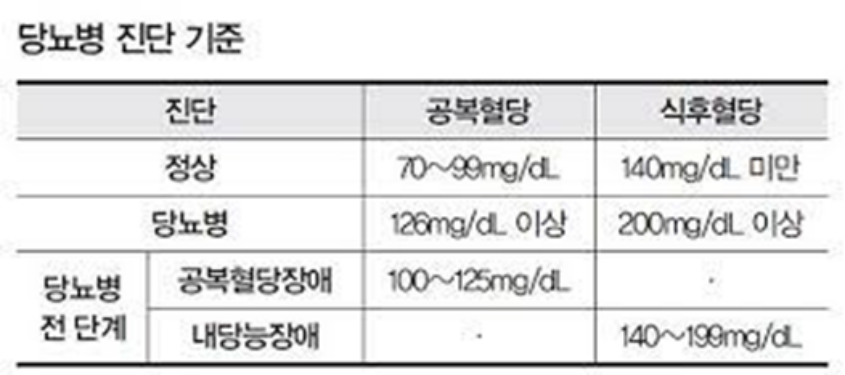 당뇨병 진단 기준
진단 공복혈당 식후혈당
정상 70~99mg/dL 140mg/dL 미만
당뇨병 126mg/dL 이상 200mg/dL 이상
당뇨병 전 단계 공복혈당장애 100~125mg/dL ·
내당능장애 · 140~199mg/dL